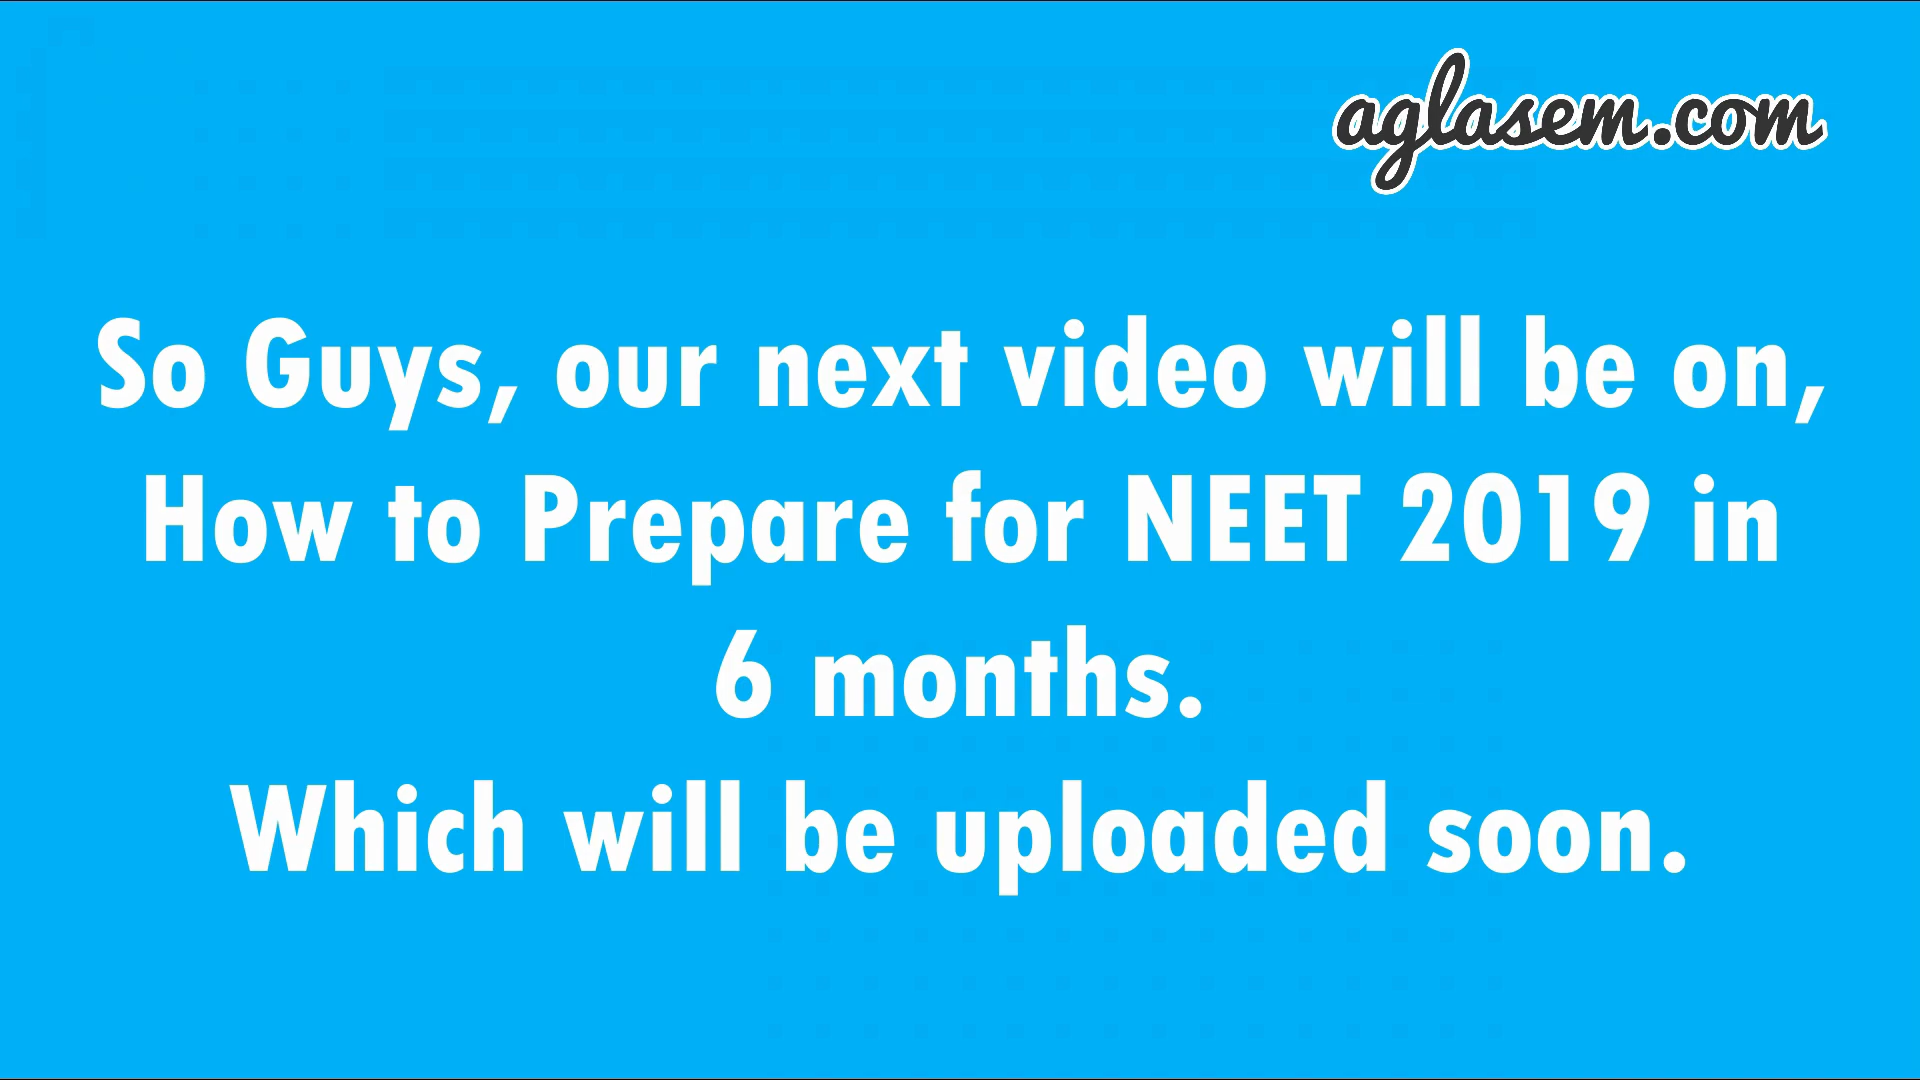 aglasem.com
So Guys, our next video will be on,
How to Prepare for NEET 2019 in
6 months.
Which will be uploaded soon.